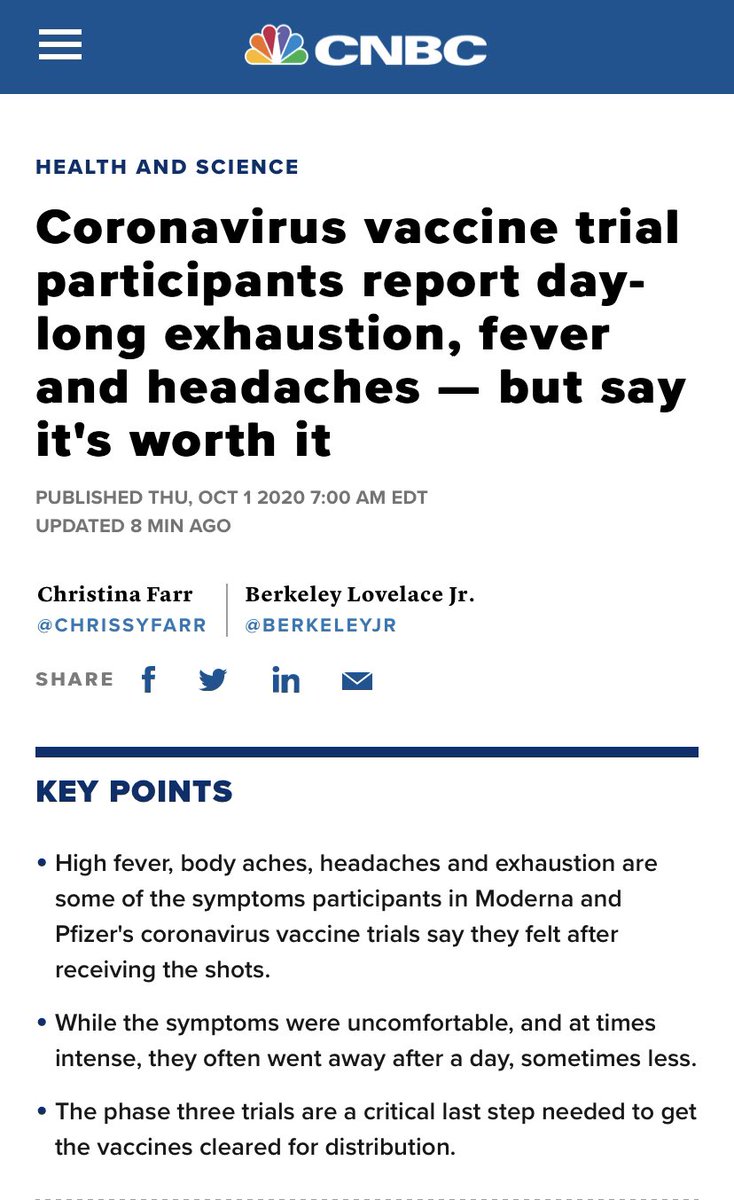 CNBC
HEALTH AND SCIENCE
Coronavirus vaccine trial
participants report day-
long exhaustion, fever
and headaches — but say
it's worth it
PUBLISHED THU, OCT 1 2020 7:00 AM EDT
UPDATED 8 MIN AGO
Christina Farr
@CHRISSYFARR
Berkeley Lovelace Jr.
@BERKELEYJR
SHARE
KEY POINTS
• High fever, body aches, headaches and exhaustion are
some of the symptoms participants in Moderna and
Pfizer's coronavirus vaccine trials say they felt after
receiving the shots.
• While the symptoms were uncomfortable, and at times
intense, they often went away after a day, sometimes less.
• The phase three trials are a critical last step needed to get
the vaccines cleared for distribution.